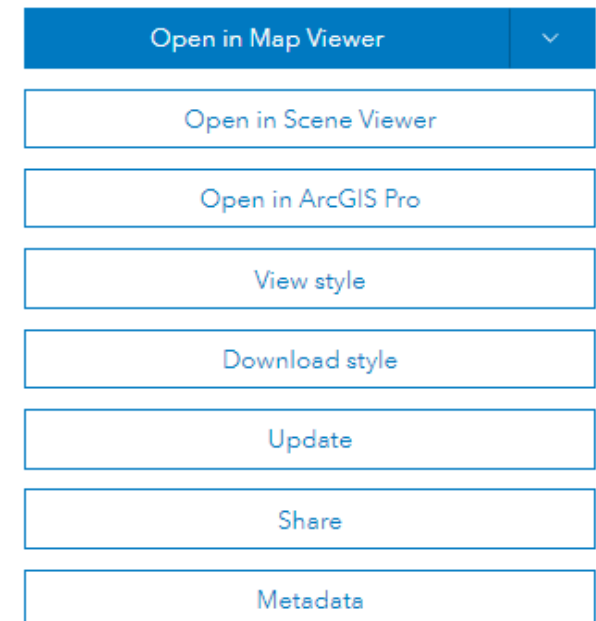 Open in Map Viewer
Open in Scene Viewer
Open in ArcGIS Pro
View style
Download style
Update
Share
Metadata